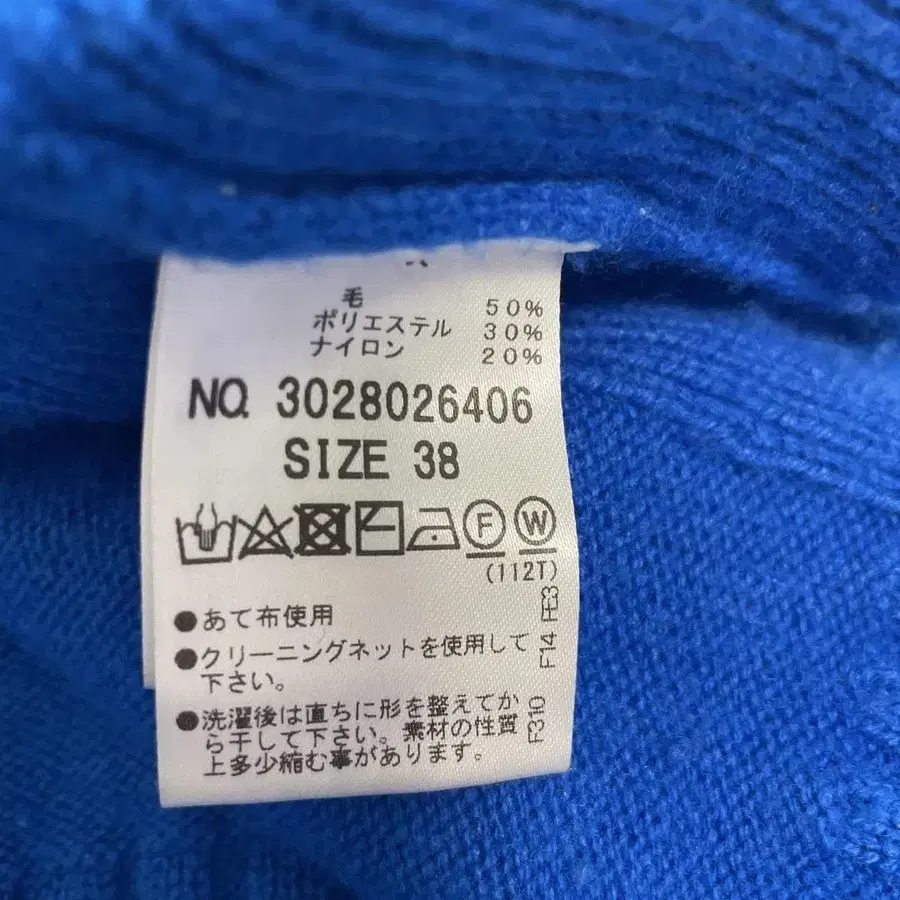 毛 50%
ポリエステル 30%
ナイロン 20%
NO. 3028026406
SIZE 38
F W
(112T)
●あて布使用
●クリーニングネットを使用して
下さい。
●洗濯後は直ちに形を整えてか
ら干して下さい。素材の性質
上多少縮む事があります。
F310 F14